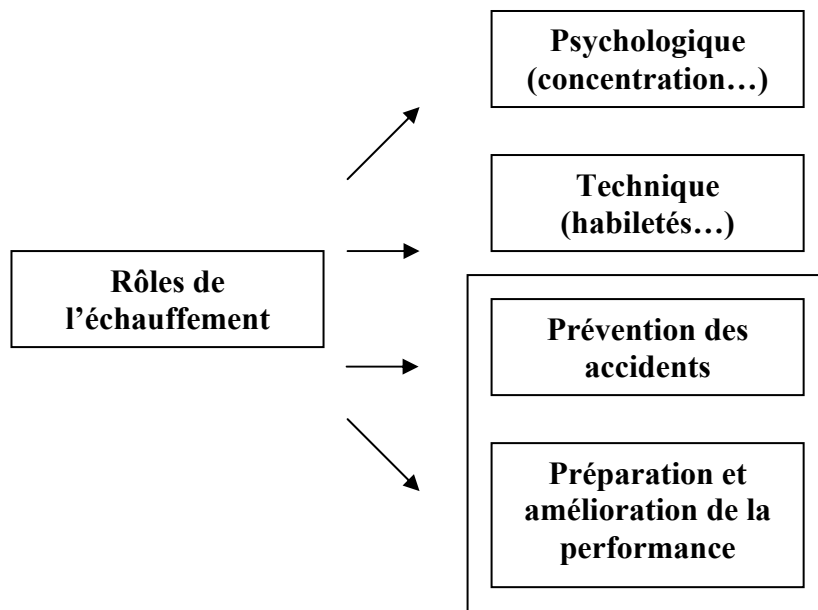 Psychologique
(concentration…)
Technique
(habiletés…)
Rôles de
l’échauffement
Prévention des
accidents
Préparation et
amélioration de la
performance